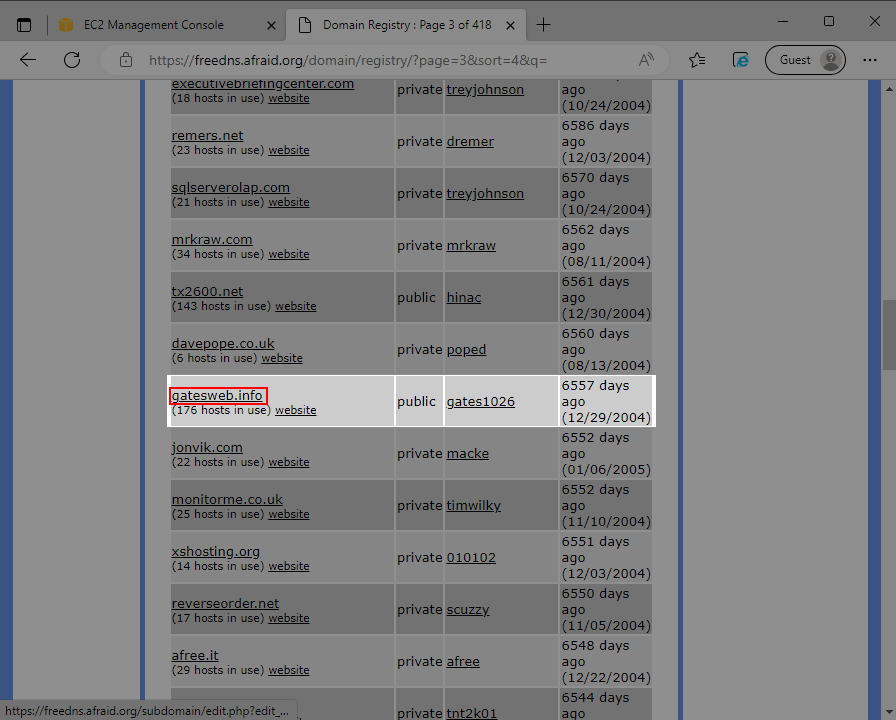 EC2 Management Console
Domain Registry : Page 3 of 418
https://freedns.afraid.org/domain/registry/?page=3&sort=4&q=
Guest
executivebriefingcenter.com
(18 hosts in use) website
private
treyjohnson
ago
(10/24/2004)
remers.net
(23 hosts in use) website
private
dremer
6586 days
ago
(12/03/2004)
sqlserverolap.com
(21 hosts in use) website
private
treyjohnson
6570 days
ago
(10/24/2004)
mrkraw.com
(34 hosts in use) website
private
mrkraw
6562 days
ago
(08/11/2004)
tx2600.net
(143 hosts in use) website
public
hinac
6561 days
ago
(12/30/2004)
davepope.co.uk
(6 hosts in use) website
private
poped
6560 days
ago
(08/13/2004)
gatesweb.info
(176 hosts in use) website
public
gates1026
6557 days
ago
(12/29/2004)
jonvik.com
(22 hosts in use) website
private
macke
6552 days
ago
(01/06/2005)
monitorme.co.uk
(25 hosts in use) website
private
timwilky
6552 days
ago
(11/10/2004)
xshosting.org
(14 hosts in use) website
private
010102
6551 days
ago
(12/03/2004)
reverseorder.net
(17 hosts in use) website
private
scuzzy
6550 days
ago
(11/05/2004)
afree.it
(29 hosts in use) website
private
afree
6548 days
ago
(12/22/2004)
private
tnt2k01
6544 days
ago
https://freedns.afraid.org/subdomain/edit.php?edit_...